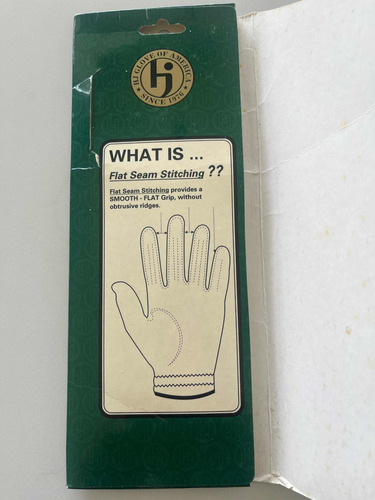 HJ GLOVE OF AMERICA
hj
SINCE 1976
WHAT IS ...
Flat Seam Stitching ??
Flat Seam Stitching provides a
SMOOTH - FLAT Grip, without
obtrusive ridges.